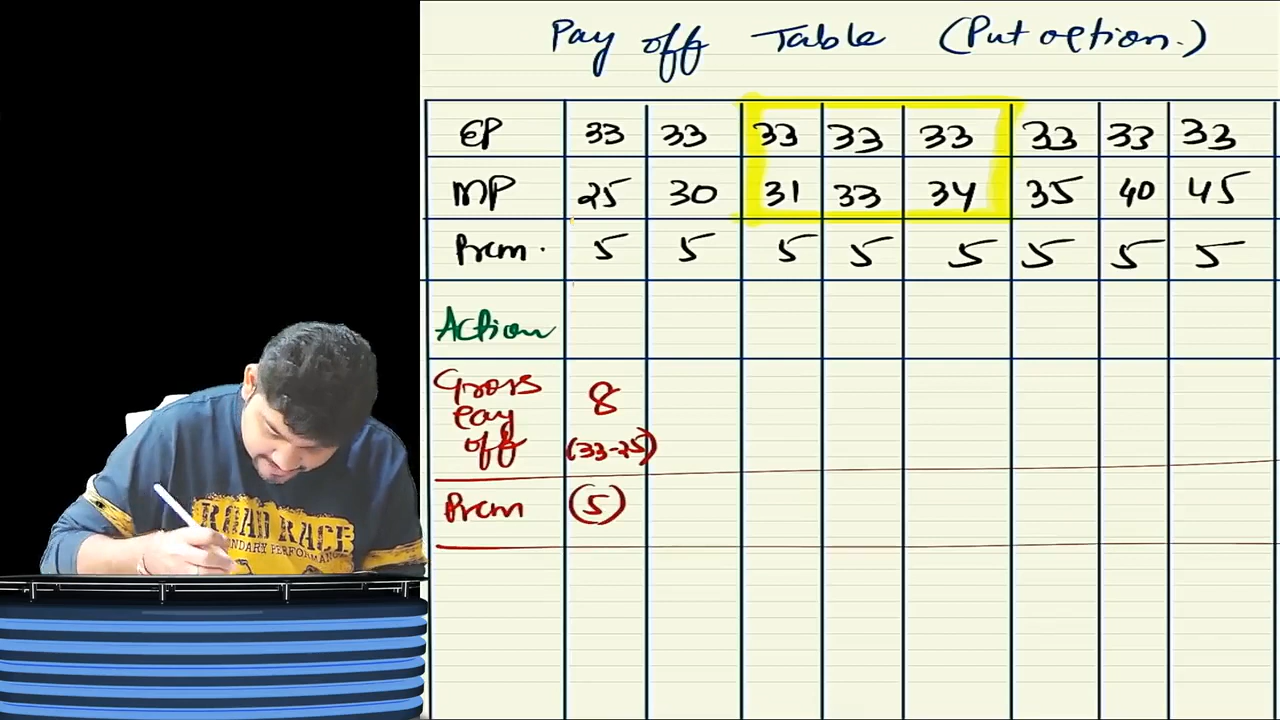 Pay off Table (Put option.)
EP 33 33 33 33 33 33 33 33
MP 25 30 31 33 34 35 40 45
Prem. 5 5 5 5 5 5 5 5
Action
Gross pay off 8 (33-25)
Prem (5)
ROAD RACE
NDARY PERFORMAN